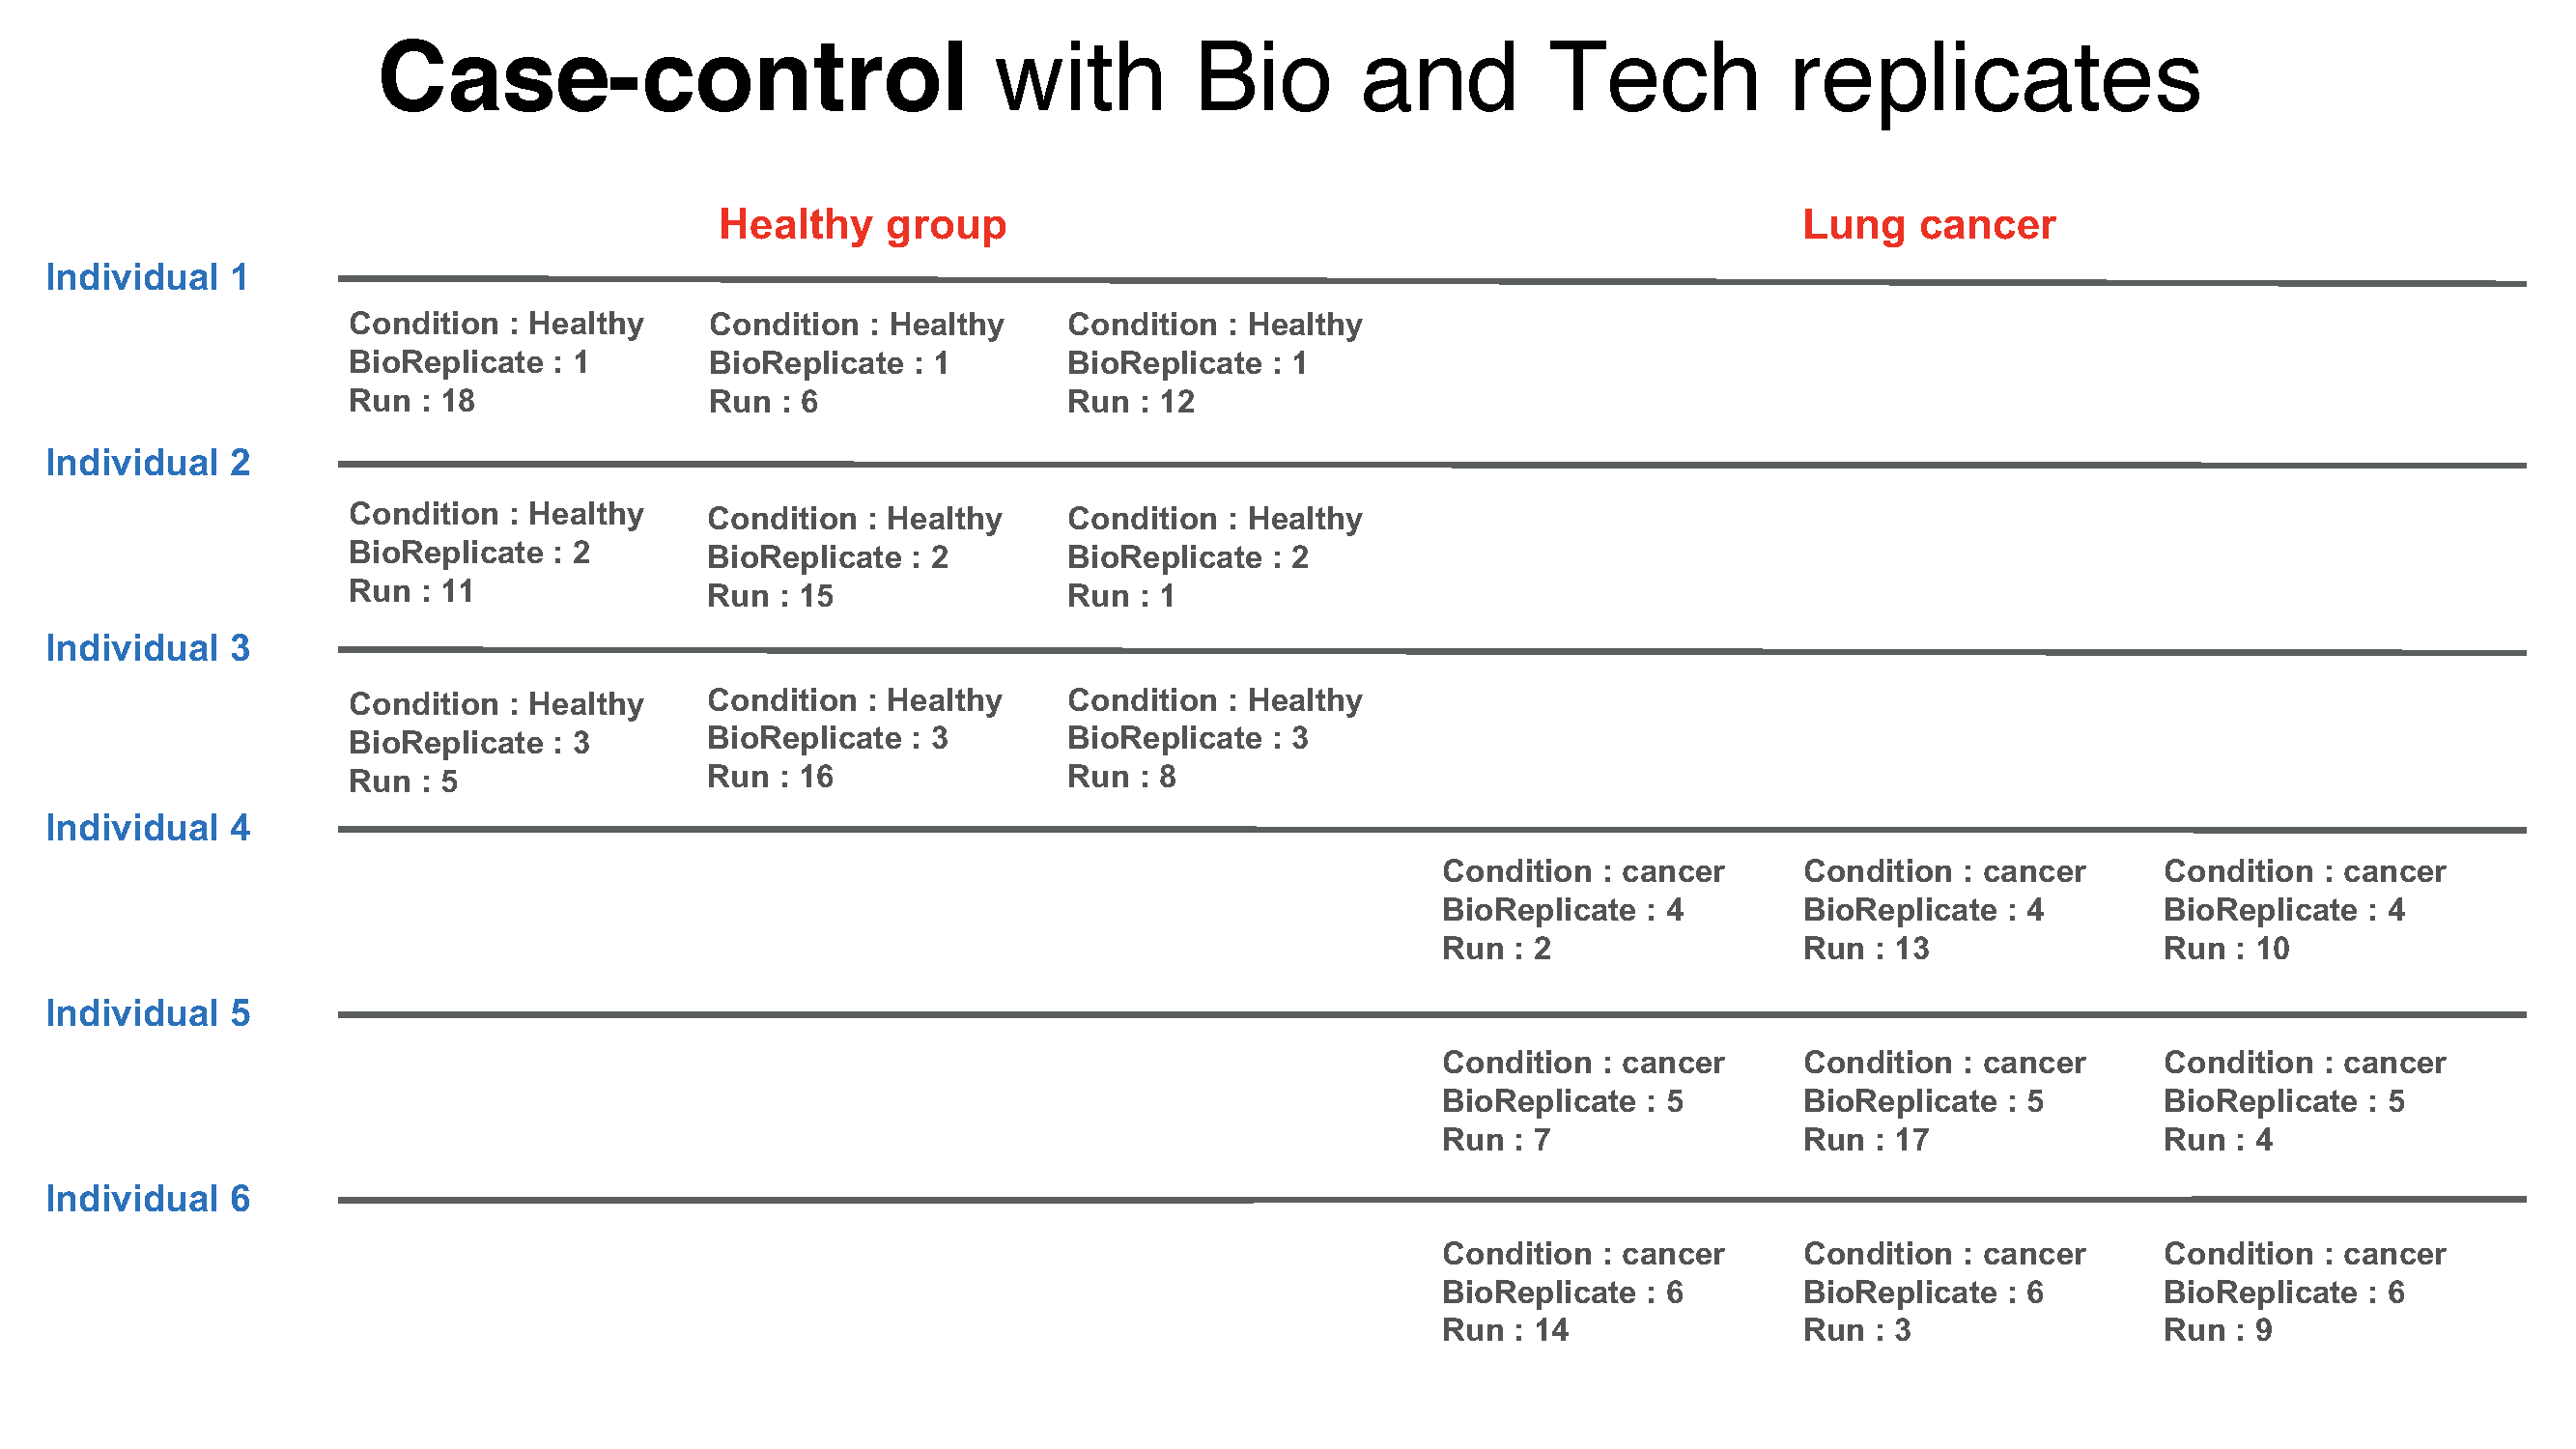 Case-control with Bio and Tech replicates
Healthy group
Lung cancer
Individual 1
Condition : Healthy
BioReplicate : 1
Run : 18
Condition : Healthy
BioReplicate : 1
Run : 6
Condition : Healthy
BioReplicate : 1
Run : 12
Individual 2
Condition : Healthy
BioReplicate : 2
Run : 11
Condition : Healthy
BioReplicate : 2
Run : 15
Condition : Healthy
BioReplicate : 2
Run : 1
Individual 3
Condition : Healthy
BioReplicate : 3
Run : 5
Condition : Healthy
BioReplicate : 3
Run : 16
Condition : Healthy
BioReplicate : 3
Run : 8
Individual 4
Condition : cancer
BioReplicate : 4
Run : 2
Condition : cancer
BioReplicate : 4
Run : 13
Condition : cancer
BioReplicate : 4
Run : 10
Individual 5
Condition : cancer
BioReplicate : 5
Run : 7
Condition : cancer
BioReplicate : 5
Run : 17
Condition : cancer
BioReplicate : 5
Run : 4
Individual 6
Condition : cancer
BioReplicate : 6
Run : 14
Condition : cancer
BioReplicate : 6
Run : 3
Condition : cancer
BioReplicate : 6
Run : 9